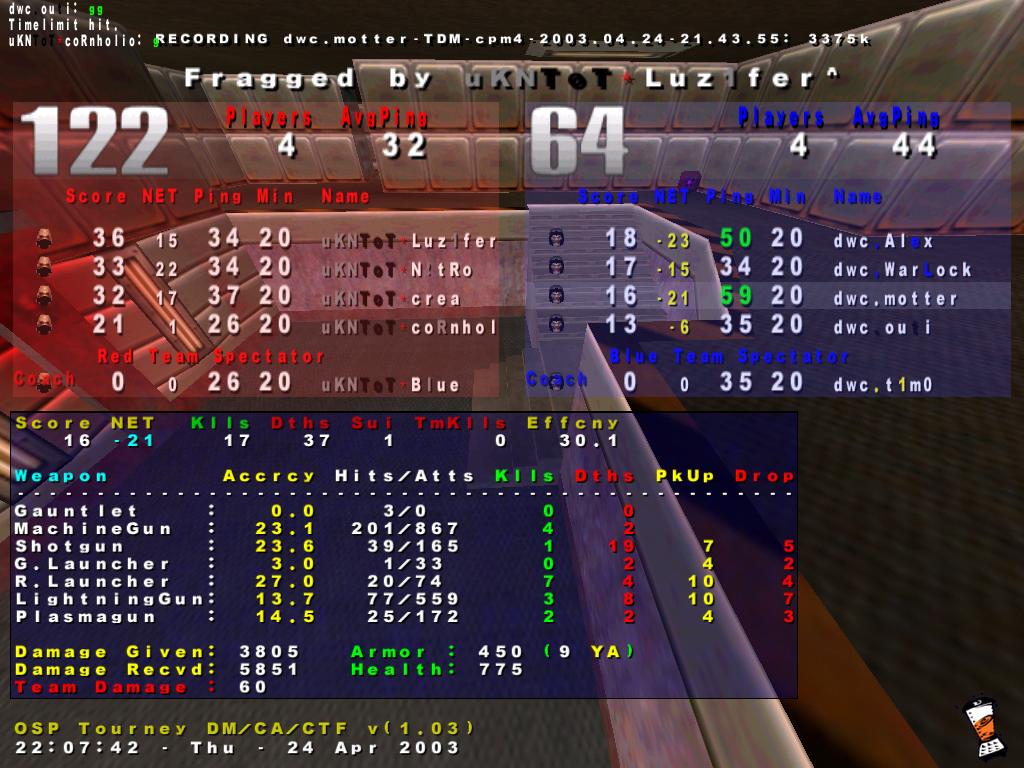 dwc.outi: gg
Timelimit hit.
uKNToT*coRnholio: g
RECORDING dwc.motter-TDM-cpm4-2003.04.24-21.43.55: 3375k
Fragged by uKNToT*Luz1fer^
122 Players AvgPing 64 Players AvgPing
4 32 4 44
Score NET Ping Min Name Score NET Ping Min Name
36 15 34 20 uKNToT*Luz1fer 18 -23 50 20 dwc.Alex
33 22 34 20 uKNToT*N!tRo 17 -15 34 20 dwc.WarLock
32 17 37 20 uKNToT*crea 16 -21 59 20 dwc.motter
21 1 26 20 uKNToT*coRnhol 13 -6 35 20 dwc.outi
Red Team Spectator Blue Team Spectator
Coach 0 0 26 20 uKNToT*Blue Coach 0 0 35 20 dwc.t1m0
Score NET Klls Dths Sui TmKlls Effcny
16 -21 17 37 1 0 30.1
Weapon Accrcy Hits/Atts Klls Dths PkUp Drop
Gauntlet : 0.0 3/0 0 0
MachineGun : 23.1 201/867 4 2
Shotgun : 23.6 39/165 1 19 7 5
G.Launcher : 3.0 1/33 0 2 4 2
R.Launcher : 27.0 20/74 7 4 10 4
LightningGun: 13.7 77/559 3 8 10 7
Plasmagun : 14.5 25/172 2 2 4 3
Damage Given: 3805 Armor : 450 (9 YA)
Damage Recvd: 5851 Health: 775
Team Damage : 60
OSP Tourney DM/CA/CTF v(1.03)
22:07:42 - Thu - 24 Apr 2003